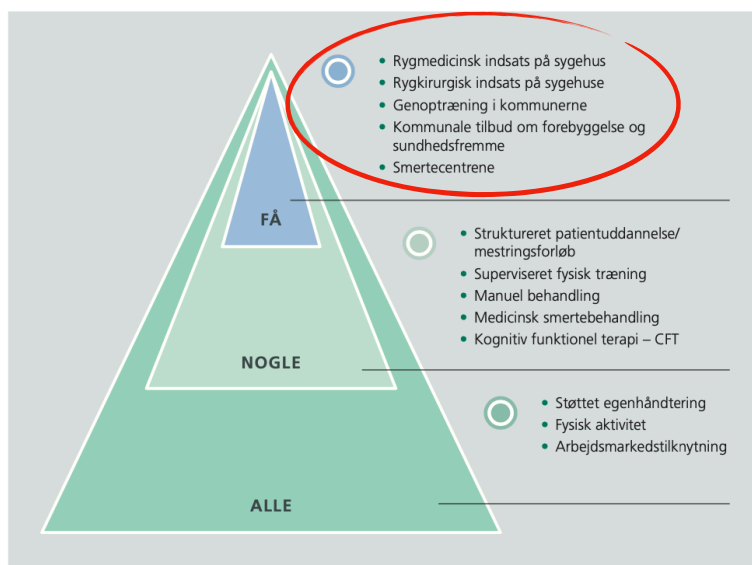 • Rygmedicinsk indsats på sygehus
• Rygkirurgisk indsats på sygehuse
• Genoptræning i kommunerne
• Kommunale tilbud om forebyggelse og
sundhedsfremme
• Smertecentrene
FÅ
• Struktureret patientuddannelse/
mestringsforløb
• Superviseret fysisk træning
• Manuel behandling
• Medicinsk smertebehandling
• Kognitiv funktionel terapi – CFT
NOGLE
• Støttet egenhåndtering
• Fysisk aktivitet
• Arbejdsmarkedstilknytning
ALLE